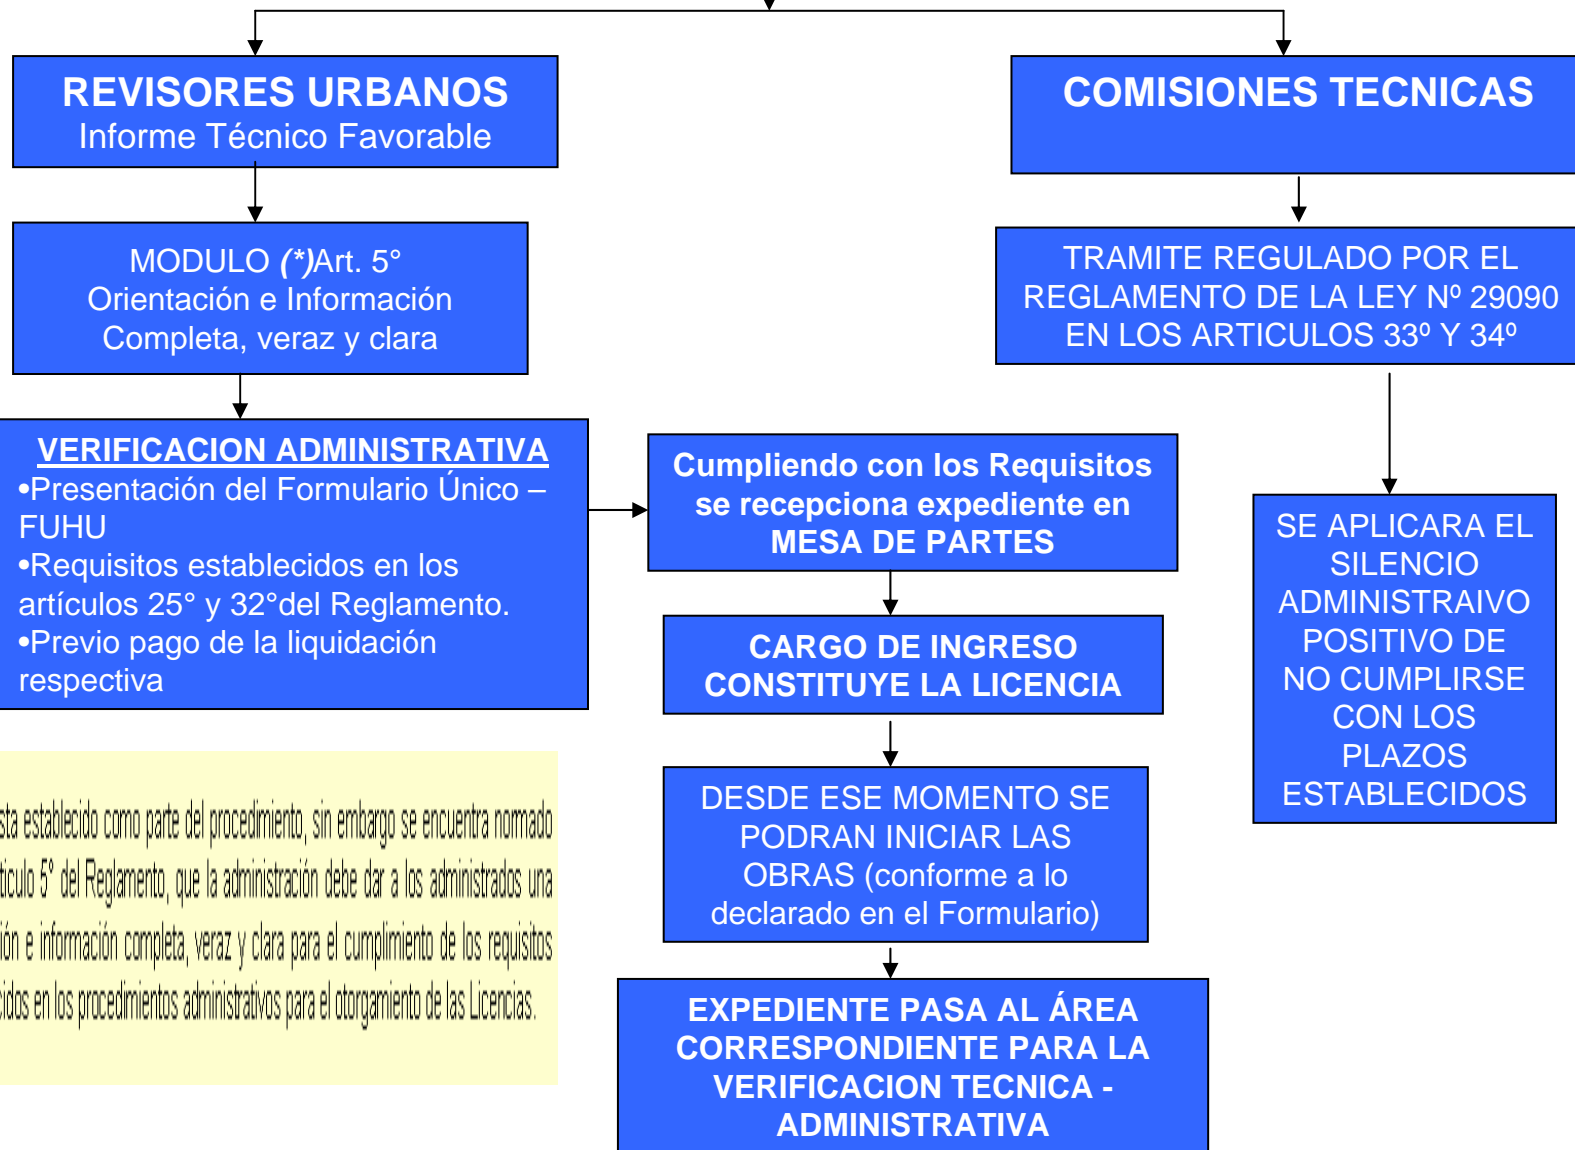 REVISORES URBANOS
Informe Técnico Favorable
COMISIONES TECNICAS
MODULO (*)Art. 5°
Orientación e Información
Completa, veraz y clara
TRAMITE REGULADO POR EL
REGLAMENTO DE LA LEY Nº 29090
EN LOS ARTICULOS 33º Y 34º
VERIFICACION ADMINISTRATIVA
•Presentación del Formulario Único –
FUHU
•Requisitos establecidos en los
artículos 25° y 32°del Reglamento.
•Previo pago de la liquidación
respectiva
Cumpliendo con los Requisitos
se recepciona expediente en
MESA DE PARTES
CARGO DE INGRESO
CONSTITUYE LA LICENCIA
DESDE ESE MOMENTO SE
PODRAN INICIAR LAS
OBRAS (conforme a lo
declarado en el Formulario)
EXPEDIENTE PASA AL ÁREA
CORRESPONDIENTE PARA LA
VERIFICACION TECNICA -
ADMINISTRATIVA
SE APLICARA EL
SILENCIO
ADMINISTRAIVO
POSITIVO DE
NO CUMPLIRSE
CON LOS
PLAZOS
ESTABLECIDOS
sta establecido como parte del procedimiento, sin embargo se encuentra normado
ticulo 5° del Reglamento, que la administración debe dar a los administrados una
ión e información completa, veraz y clara para el cumplimiento de los requisitos
cidos en los procedimientos administrativos para el otorgamiento de las Licencias.